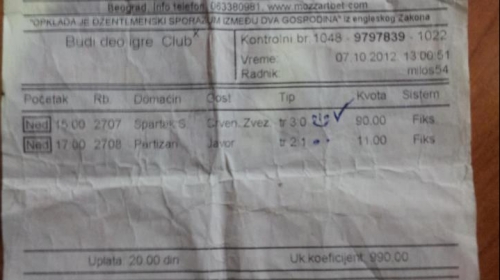 Beograd, Info telefon: 063380981, www.mozzartbet.com
"OPKLADA JE DŽENTLMENSKI SPORAZUM IZMEĐU DVA GOSPODINA" iz engleskog Zakona
Budi deo igre Club x
Kontrolni br. 1048 - 9797839 - 1022
Vreme: 07.10.2012 13:00:51
Radnik: milos54
Početak Rb. Domaćin Gost Tip Kvota Sistem
Ned 15:00 2707 Spartes S Crven. Zvez. tr 3:0 90.00 Fiks
Ned 17:00 2708 Partizan Javor tr 2:1 11.00 Fiks
Uplata: 20.00 din Uk.koeficijent: 990.00